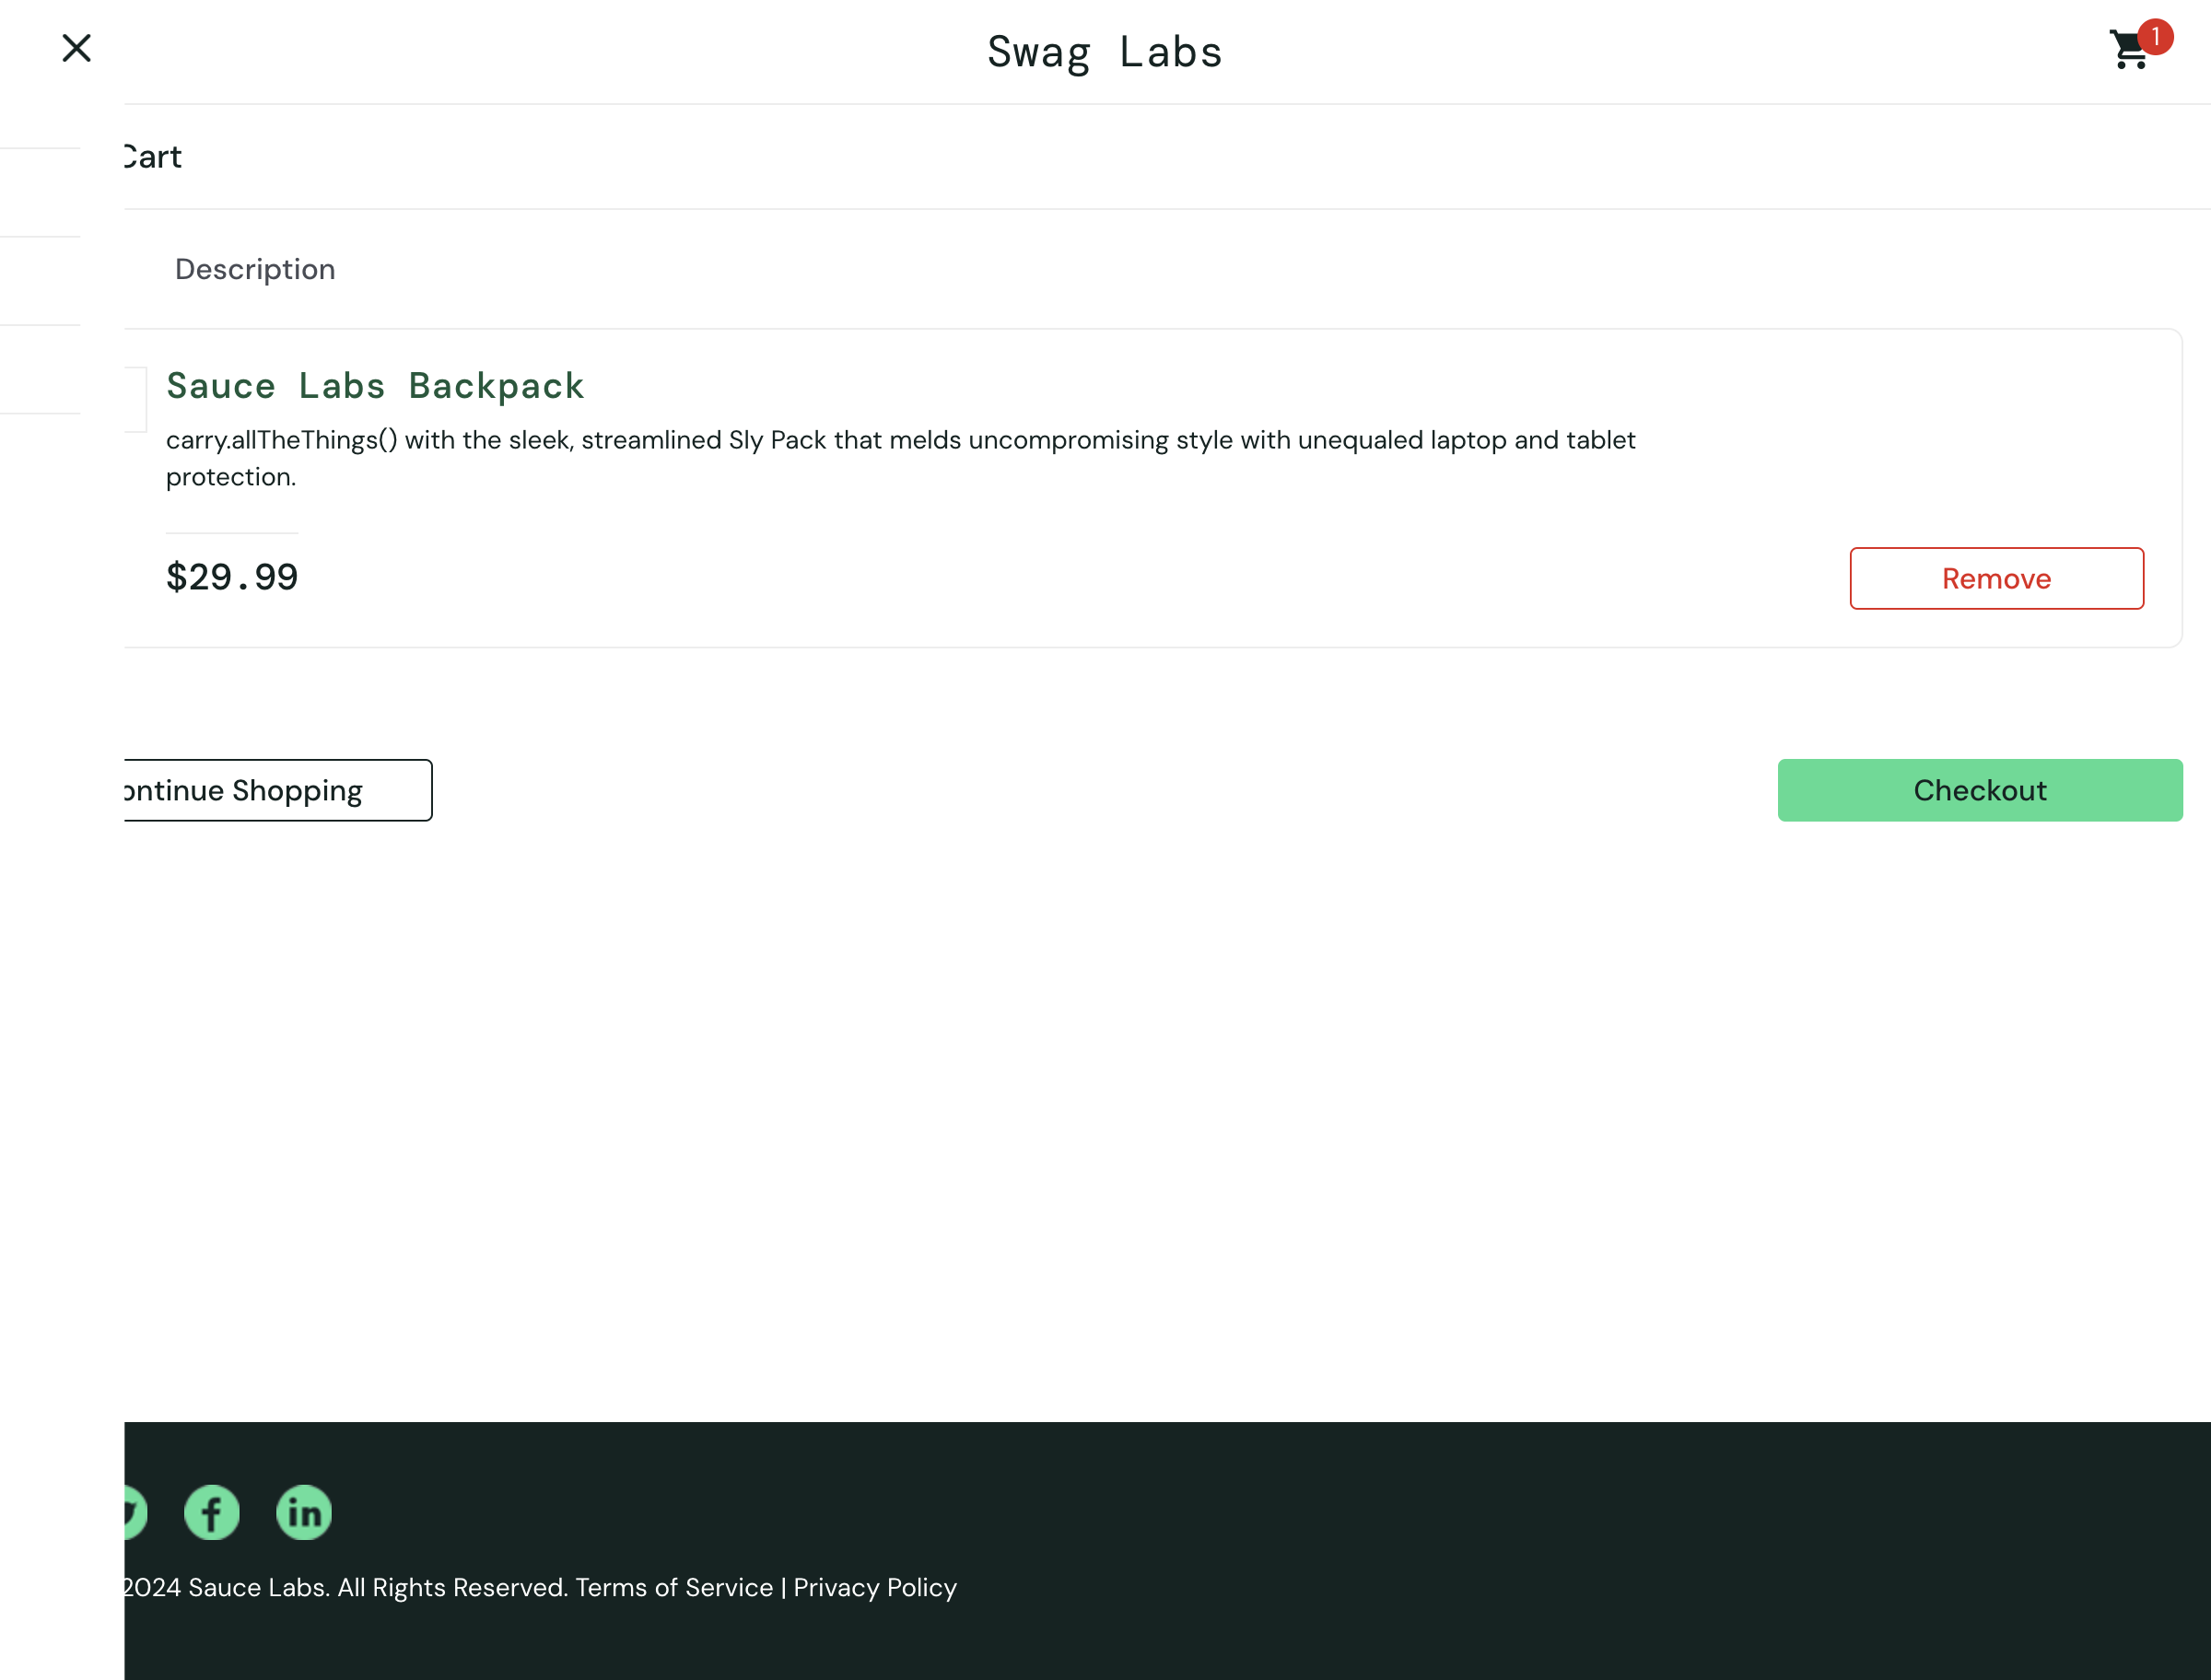 Swag Labs
1
Cart
Description
Sauce Labs Backpack
carry.allTheThings() with the sleek, streamlined Sly Pack that melds uncompromising style with unequaled laptop and tablet
protection.
$29.99
Remove
ontinue Shopping
Checkout
2024 Sauce Labs. All Rights Reserved. Terms of Service | Privacy Policy